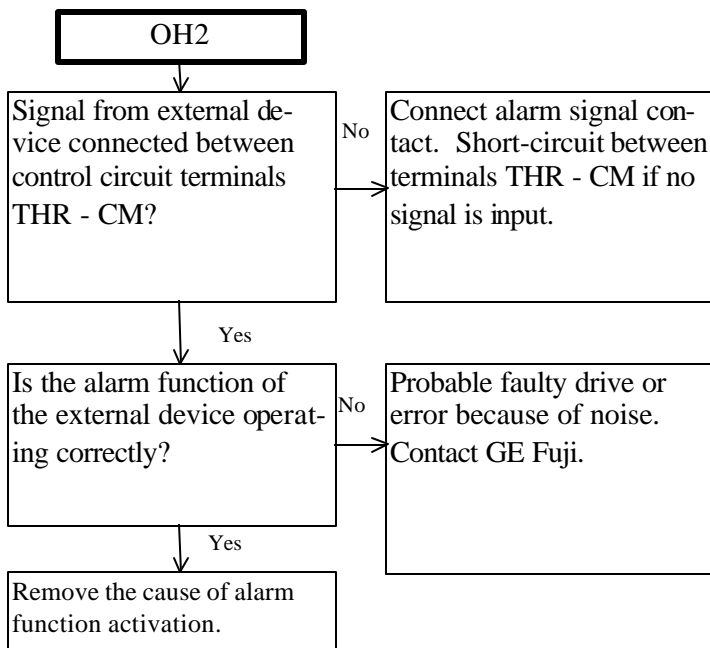 OH2
Signal from external de-
vice connected between
control circuit terminals
THR - CM?
No
Connect alarm signal con-
tact. Short-circuit between
terminals THR - CM if no
signal is input.
Yes
Is the alarm function of
the external device operat-
ing correctly?
No
Probable faulty drive or
error because of noise.
Contact GE Fuji.
Yes
Remove the cause of alarm
function activation.